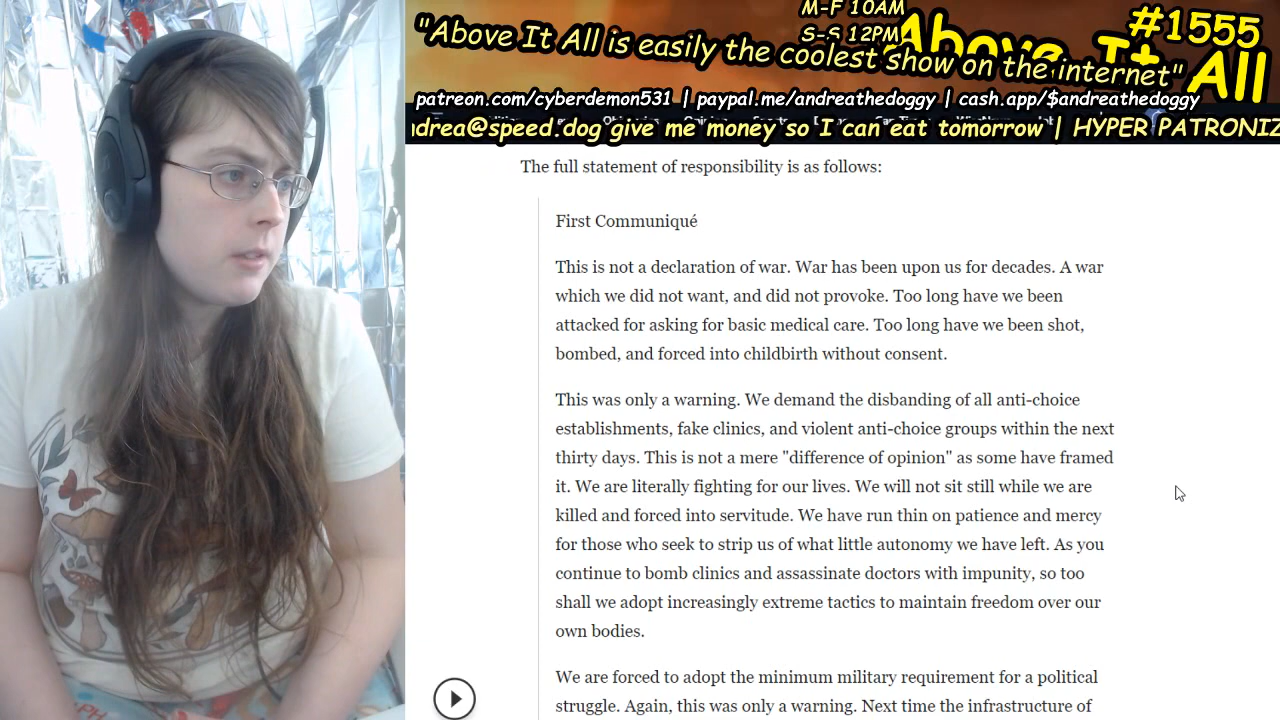 M-F 10AM
S-S 12PM
#1555
Above It All
"Above It All is easily the coolest show on the internet"
patreon.com/cyberdemon531 | paypal.me/andreathedoggy | cash.app/$andreathedoggy
drea@speed.dog give me money so I can eat tomorrow | HYPER PATRONIZ
The full statement of responsibility is as follows:
First Communiqué
This is not a declaration of war. War has been upon us for decades. A war
which we did not want, and did not provoke. Too long have we been
attacked for asking for basic medical care. Too long have we been shot,
bombed, and forced into childbirth without consent.
This was only a warning. We demand the disbanding of all anti-choice
establishments, fake clinics, and violent anti-choice groups within the next
thirty days. This is not a mere "difference of opinion" as some have framed
it. We are literally fighting for our lives. We will not sit still while we are
killed and forced into servitude. We have run thin on patience and mercy
for those who seek to strip us of what little autonomy we have left. As you
continue to bomb clinics and assassinate doctors with impunity, so too
shall we adopt increasingly extreme tactics to maintain freedom over our
own bodies.
We are forced to adopt the minimum military requirement for a political
struggle. Again, this was only a warning. Next time the infrastructure of